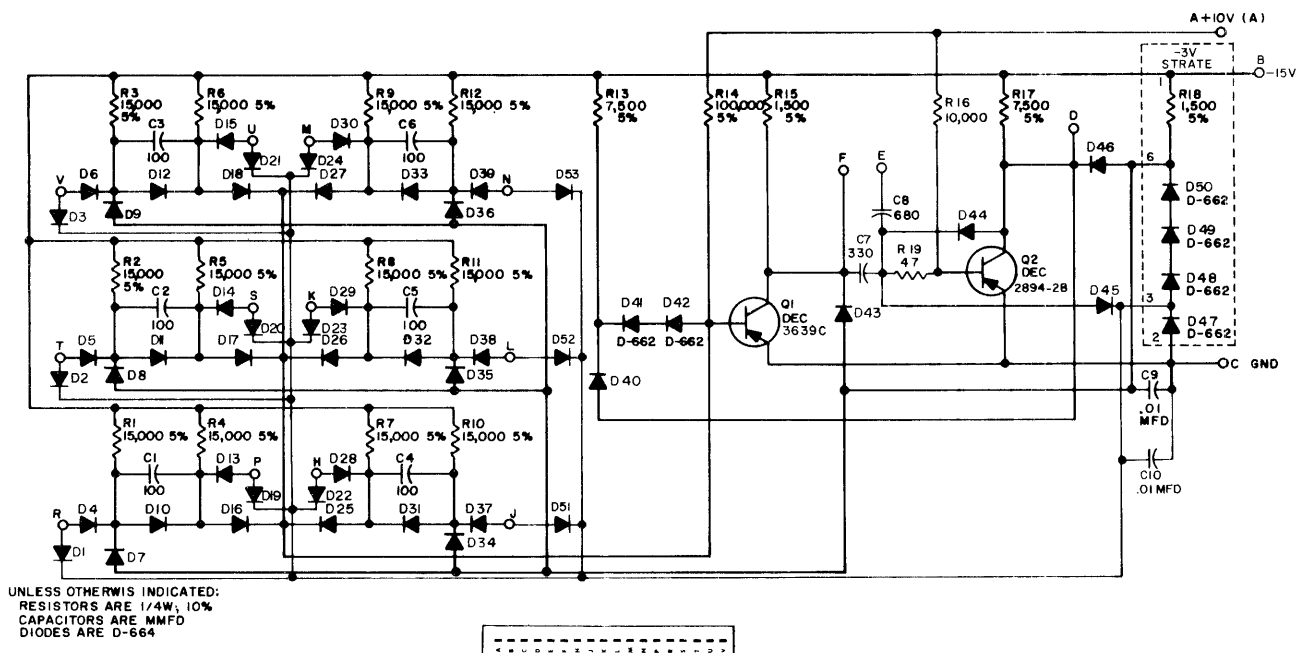 A+10V (A)
-3V
STRATE
B
-15V
1
R3
15,000
5%
R6
15,000 5%
R9
15,000 5%
R12
15,000 5%
R13
7,500
5%
R14
100,000
5%
R15
1,500
5%
R16
10,000
R17
7,500
5%
R18
1,500
5%
C3
100
D15
U
M
D30
C6
100
D21
D24
D
D46
6
F
E
V
D6
D12
D18
D27
D33
D39
N
D53
D3
D9
D36
C8
680
D44
D50
D-662
D49
D-662
C7
330
R19
47
Q2
DEC
2894-28
D48
D-662
D45
3
D47
D-662
2
R2
15,000
5%
R5
15,000 5%
R8
15,000 5%
R11
15,000 5%
C2
100
D14
S
K
D29
C5
100
D20
D23
D41
D42
D-662
D-662
Q1
DEC
3639C
D43
T
D5
D11
D17
D26
D32
D38
L
D52
D2
D8
D35
D40
C GND
C9
.01
MFD
R1
15,000 5%
R4
15,000 5%
R7
15,000 5%
R10
15,000 5%
C1
100
D13
P
H
D28
C4
100
D19
D22
C10
.01MFD
R
D4
D10
D16
D25
D31
D37
J
D51
D1
D7
D34
UNLESS OTHERWIS INDICATED:
RESISTORS ARE 1/4W; 10%
CAPACITORS ARE MMFD
DIODES ARE D-664